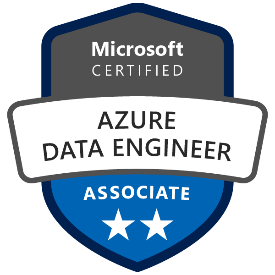 Microsoft
CERTIFIED
AZURE
DATA ENGINEER
ASSOCIATE